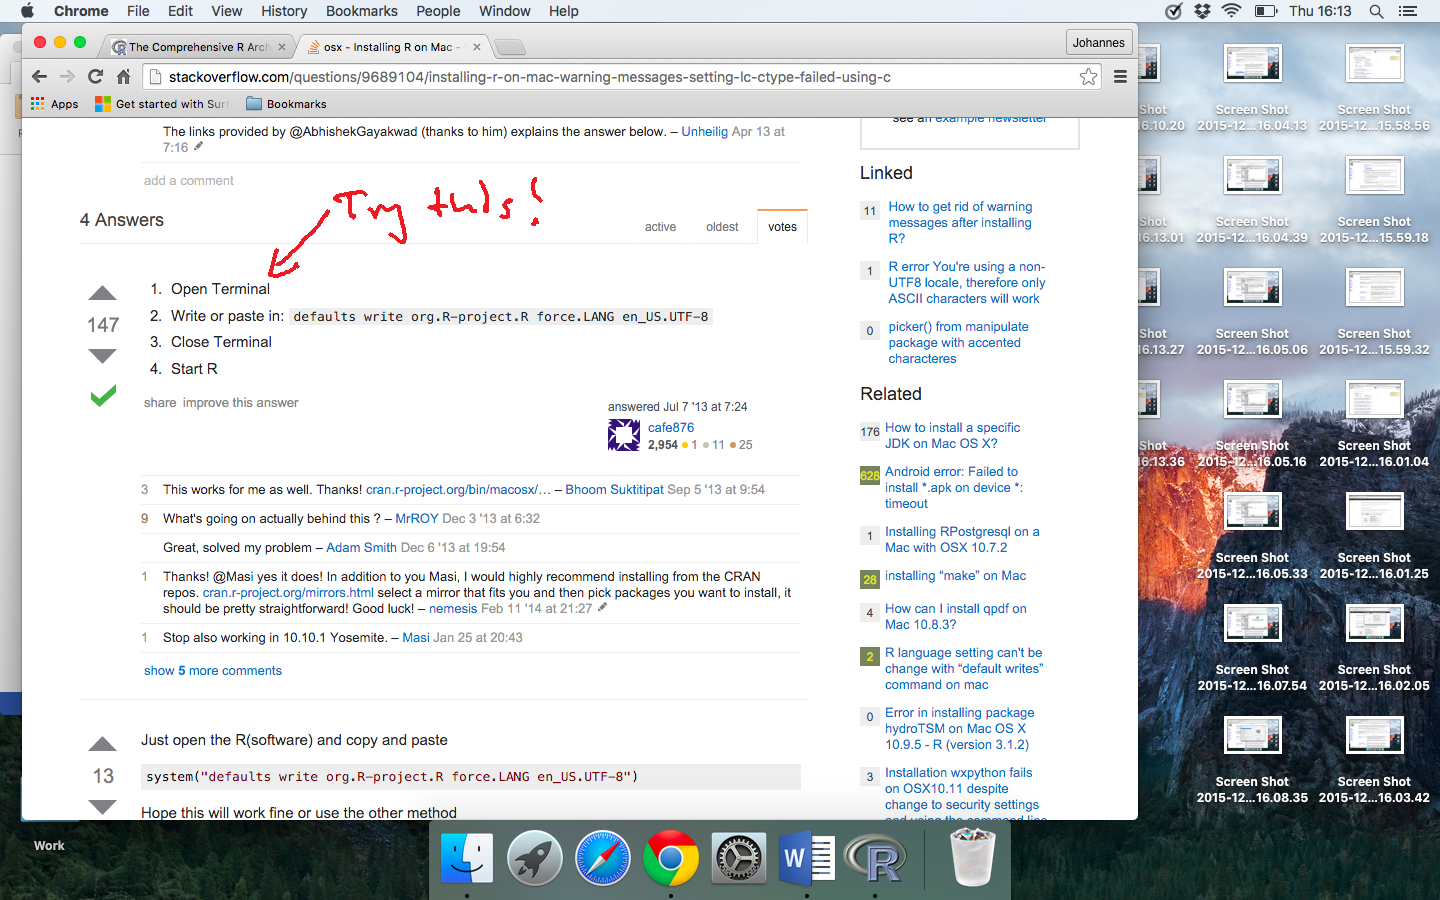 Chrome File Edit View History Bookmarks People Window Help Thu 16:13
The Comprehensive R Arch
osx - Installing R on Mac -
Johannes
stackoverflow.com/questions/9689104/installing-r-on-mac-warning-messages-setting-lc-ctype-failed-using-c
Apps Get started with Surf Bookmarks
The links provided by @AbhishekGayakwad (thanks to him) explains the answer below. – Unheilig Apr 13 at
7:16
add a comment
Try this!
4 Answers
active oldest votes
1. Open Terminal
2. Write or paste in: defaults write org.R-project.R force.LANG en_US.UTF-8
3. Close Terminal
4. Start R
147
share improve this answer
answered Jul 7 '13 at 7:24
cafe876
2,954 1 11 25
3 This works for me as well. Thanks! cran.r-project.org/bin/macosx/… – Bhoom Suktitipat Sep 5 '13 at 9:54
9 What's going on actually behind this ? – MrROY Dec 3 '13 at 6:32
Great, solved my problem – Adam Smith Dec 6 '13 at 19:54
1 Thanks! @Masi yes it does! In addition to you Masi, I would highly recommend installing from the CRAN
repos. cran.r-project.org/mirrors.html select a mirror that fits you and then pick packages you want to install, it
should be pretty straightforward! Good luck! – nemesis Feb 11 '14 at 21:27
1 Stop also working in 10.10.1 Yosemite. – Masi Jan 25 at 20:43
show 5 more comments
Just open the R(software) and copy and paste
13
system("defaults write org.R-project.R force.LANG en_US.UTF-8")
Hope this will work fine or use the other method
see an example newsletter
Linked
11 How to get rid of warning
messages after installing
R?
1 R error You're using a non-
UTF8 locale, therefore only
ASCII characters will work
0 picker() from manipulate
package with accented
characteres
Related
176 How to install a specific
JDK on Mac OS X?
628 Android error: Failed to
install *.apk on device *:
timeout
1 Installing RPostgresql on a
Mac with OSX 10.7.2
28 installing “make” on Mac
4 How can I install qpdf on
Mac 10.8.3?
2 R language setting can't be
change with “default writes”
command on mac
0 Error in installing package
hydroTSM on Mac OS X
10.9.5 - R (version 3.1.2)
3 Installation wxpython fails
on OSX10.11 despite
change to security settings
and using the command line
Shot Screen Shot Screen Shot
16.10.20 2015-12...16.04.13 2015-12...15.58.56
Shot Screen Shot Screen Shot
16.13.01 2015-12...16.04.39 2015-12...15.59.18
Shot Screen Shot Screen Shot
16.13.27 2015-12...16.05.06 2015-12...15.59.32
Shot Screen Shot Screen Shot
16.13.36 2015-12...16.05.16 2015-12...16.01.04
Screen Shot Screen Shot
2015-12...16.05.33 2015-12...16.01.25
Screen Shot Screen Shot
2015-12...16.07.54 2015-12...16.02.05
Screen Shot Screen Shot
2015-12...16.08.35 2015-12...16.03.42
Work
W R